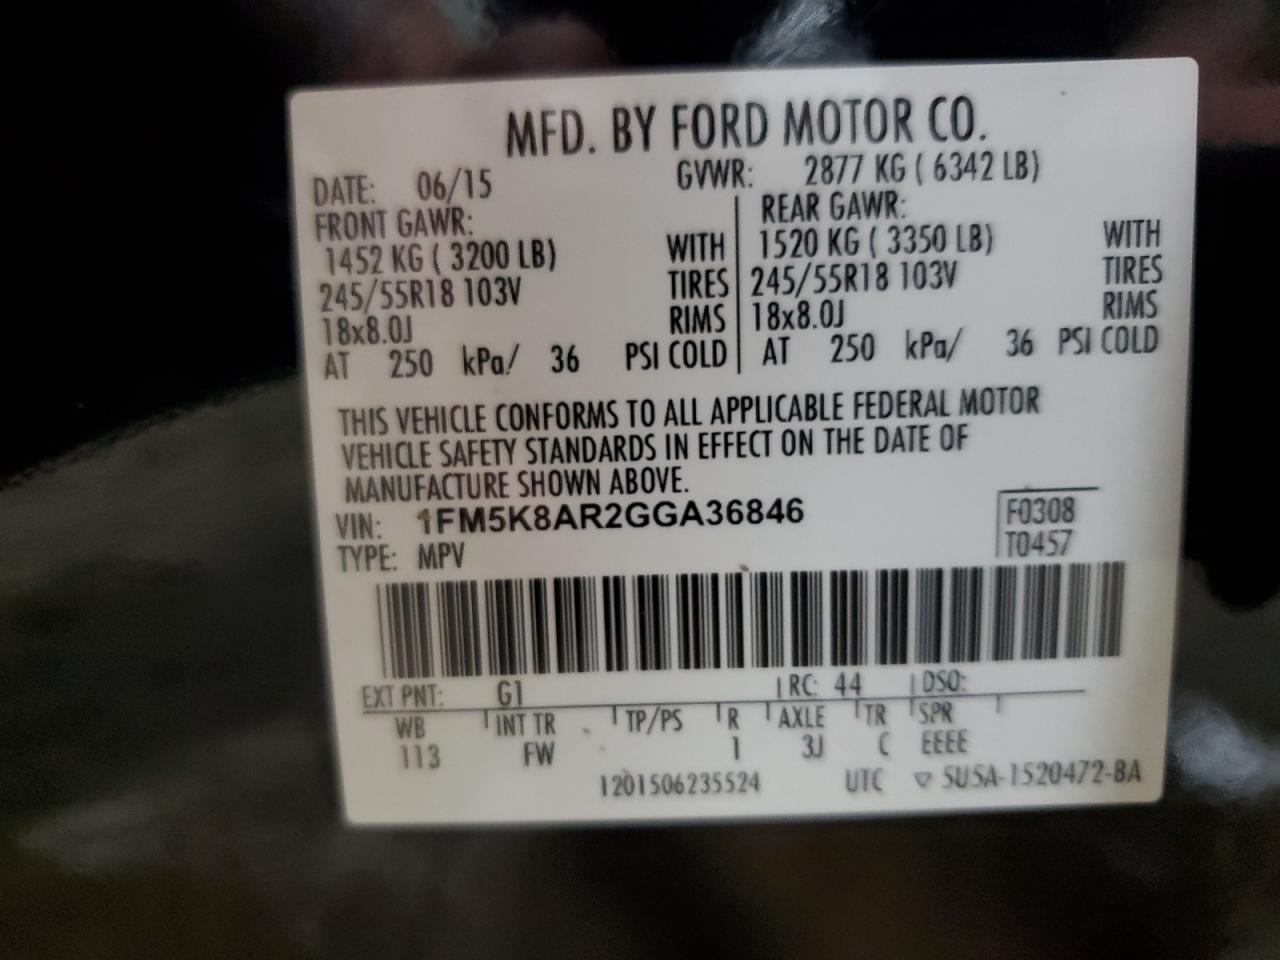 MFD. BY FORD MOTOR CO.
DATE: 06/15 GVWR: 2877 KG ( 6342 LB)
FRONT GAWR: REAR GAWR:
1452 KG ( 3200 LB) WITH 1520 KG ( 3350 LB) WITH
245/55R18 103V TIRES 245/55R18 103V TIRES
18x8.0J RIMS 18x8.0J RIMS
AT 250 kPa/ 36 PSI COLD AT 250 kPa/ 36 PSI COLD
THIS VEHICLE CONFORMS TO ALL APPLICABLE FEDERAL MOTOR
VEHICLE SAFETY STANDARDS IN EFFECT ON THE DATE OF
MANUFACTURE SHOWN ABOVE.
VIN: 1FM5K8AR2GGA36846 F0308
TYPE: MPV T0457
EXT PNT: G1 RC: 44 DSO:
WB INT TR TP/PS R AXLE TR SPR
113 FW 1 3J C EEEE
1201506235524 UTC ▽ 5U5A-1520472-BA